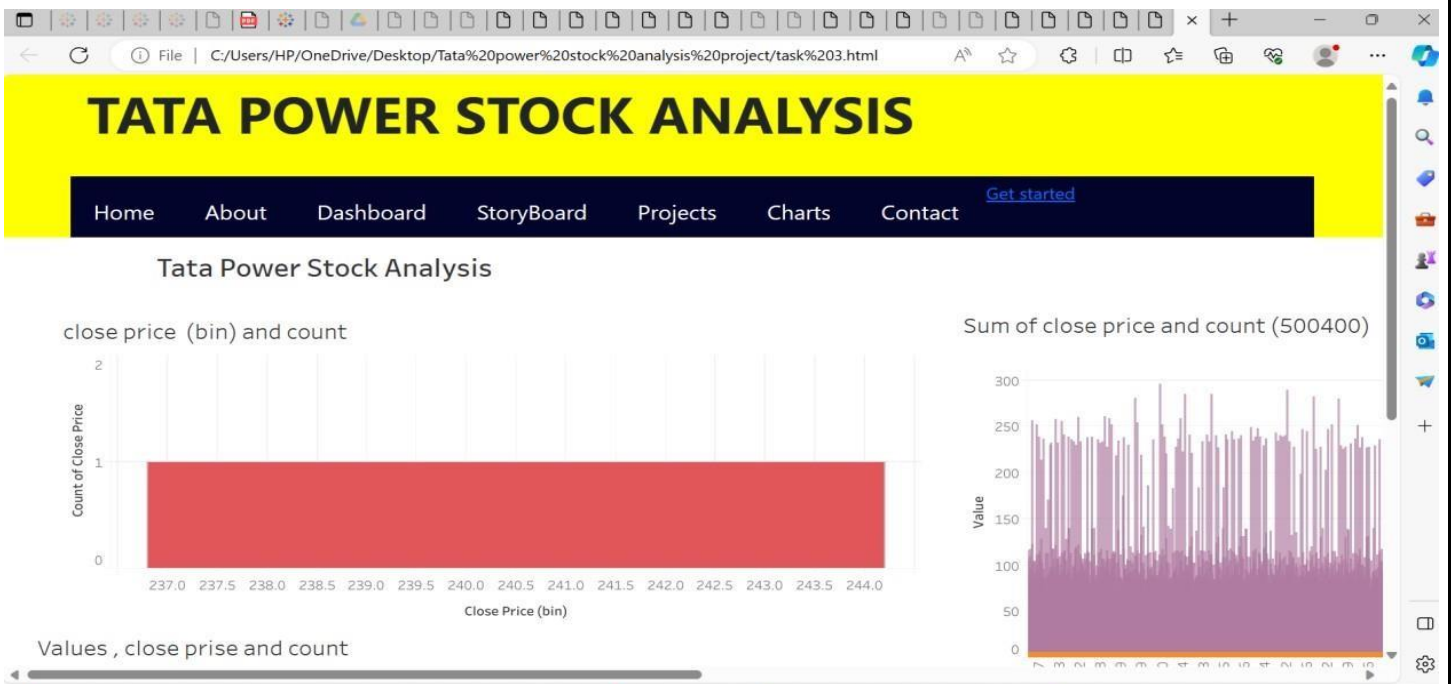 PDF
File | C:/Users/HP/OneDrive/Desktop/Tata%20power%20stock%20analysis%20project/task%203.html
TATA POWER STOCK ANALYSIS
Home About Dashboard StoryBoard Projects Charts Contact Get started
Tata Power Stock Analysis
close price (bin) and count
2
1
0
Count of Close Price
237.0 237.5 238.0 238.5 239.0 239.5 240.0 240.5 241.0 241.5 242.0 242.5 243.0 243.5 244.0
Close Price (bin)
Sum of close price and count (500400)
300
250
200
150
100
50
0
Value
Values , close prise and count